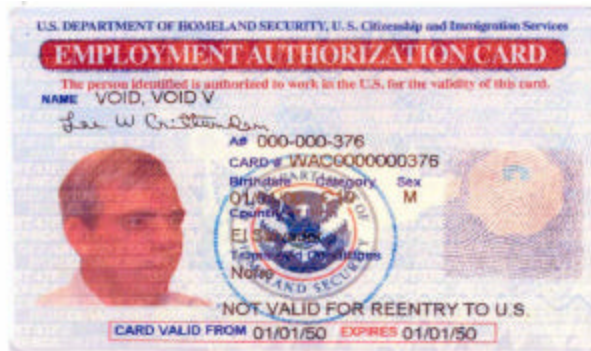 U.S. DEPARTMENT OF HOMELAND SECURITY, U.S. Citizenship and Immigration Services
EMPLOYMENT AUTHORIZATION CARD
The person identified is authorized to work in the U.S. for the validity of this card.
NAME VOID, VOID V
A# 000-000-376
CARD # WAC0000000376
Birthdate Category Sex
M
None
NOT VALID FOR REENTRY TO U.S.
CARD VALID FROM 01/01/50 EXPIRES 01/01/50